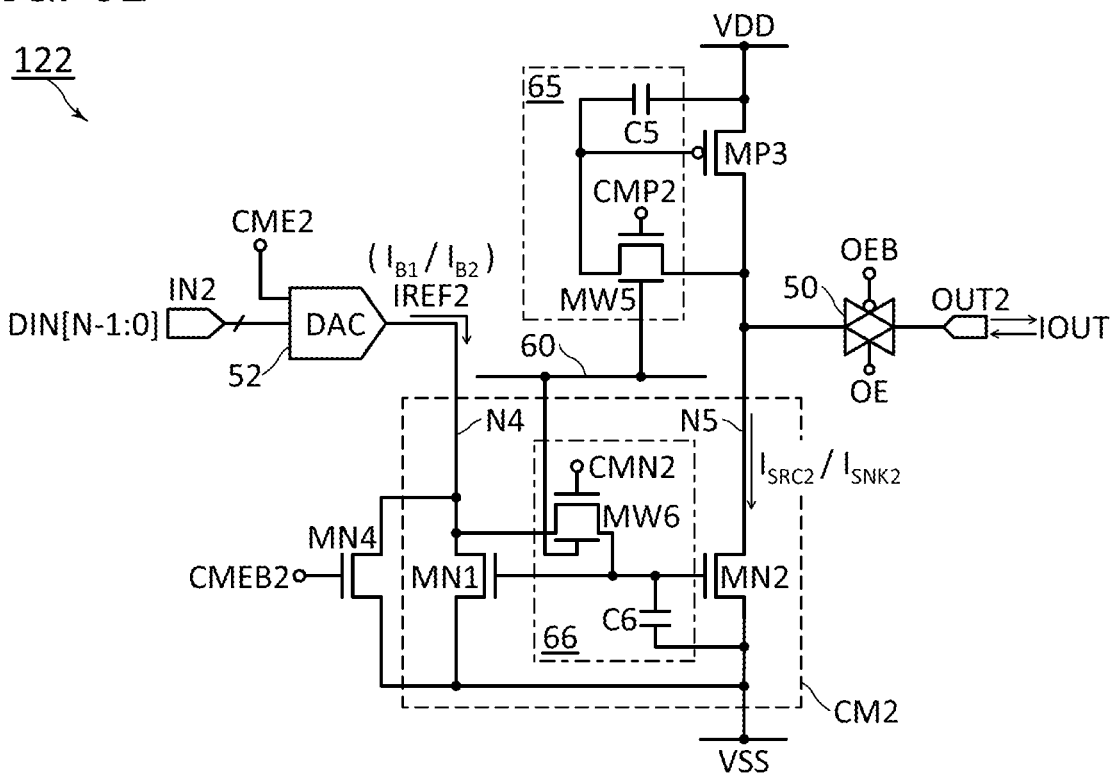 122
VDD
65
C5
MP3
CMP2
MW5
CME2
(IB1 / IB2)
IREF2
IN2
DIN[N-1:0]
DAC
52
OEB
50
OUT2
IOUT
OE
60
N4
N5
ISRC2 / ISNK2
CMN2
MW6
MN4
CMEB2
MN1
MN2
C6
66
CM2
VSS